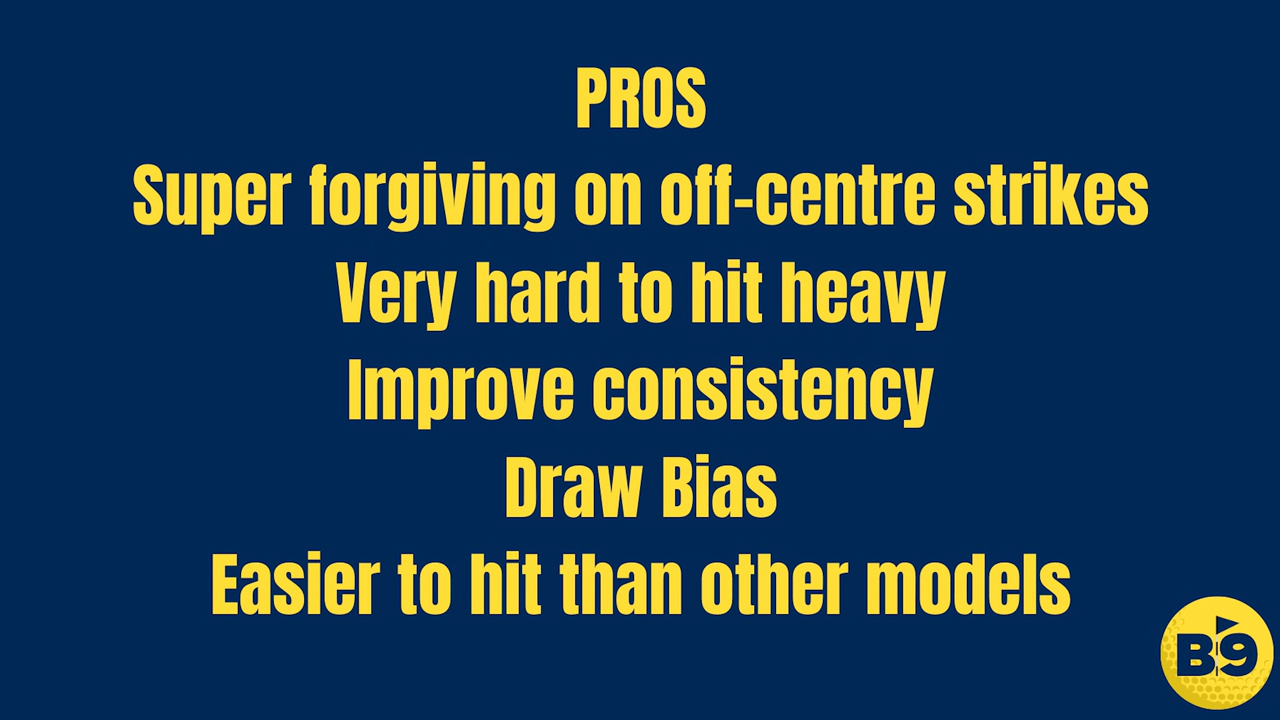 PROS
Super forgiving on off-centre strikes
Very hard to hit heavy
Improve consistency
Draw Bias
Easier to hit than other models
B9